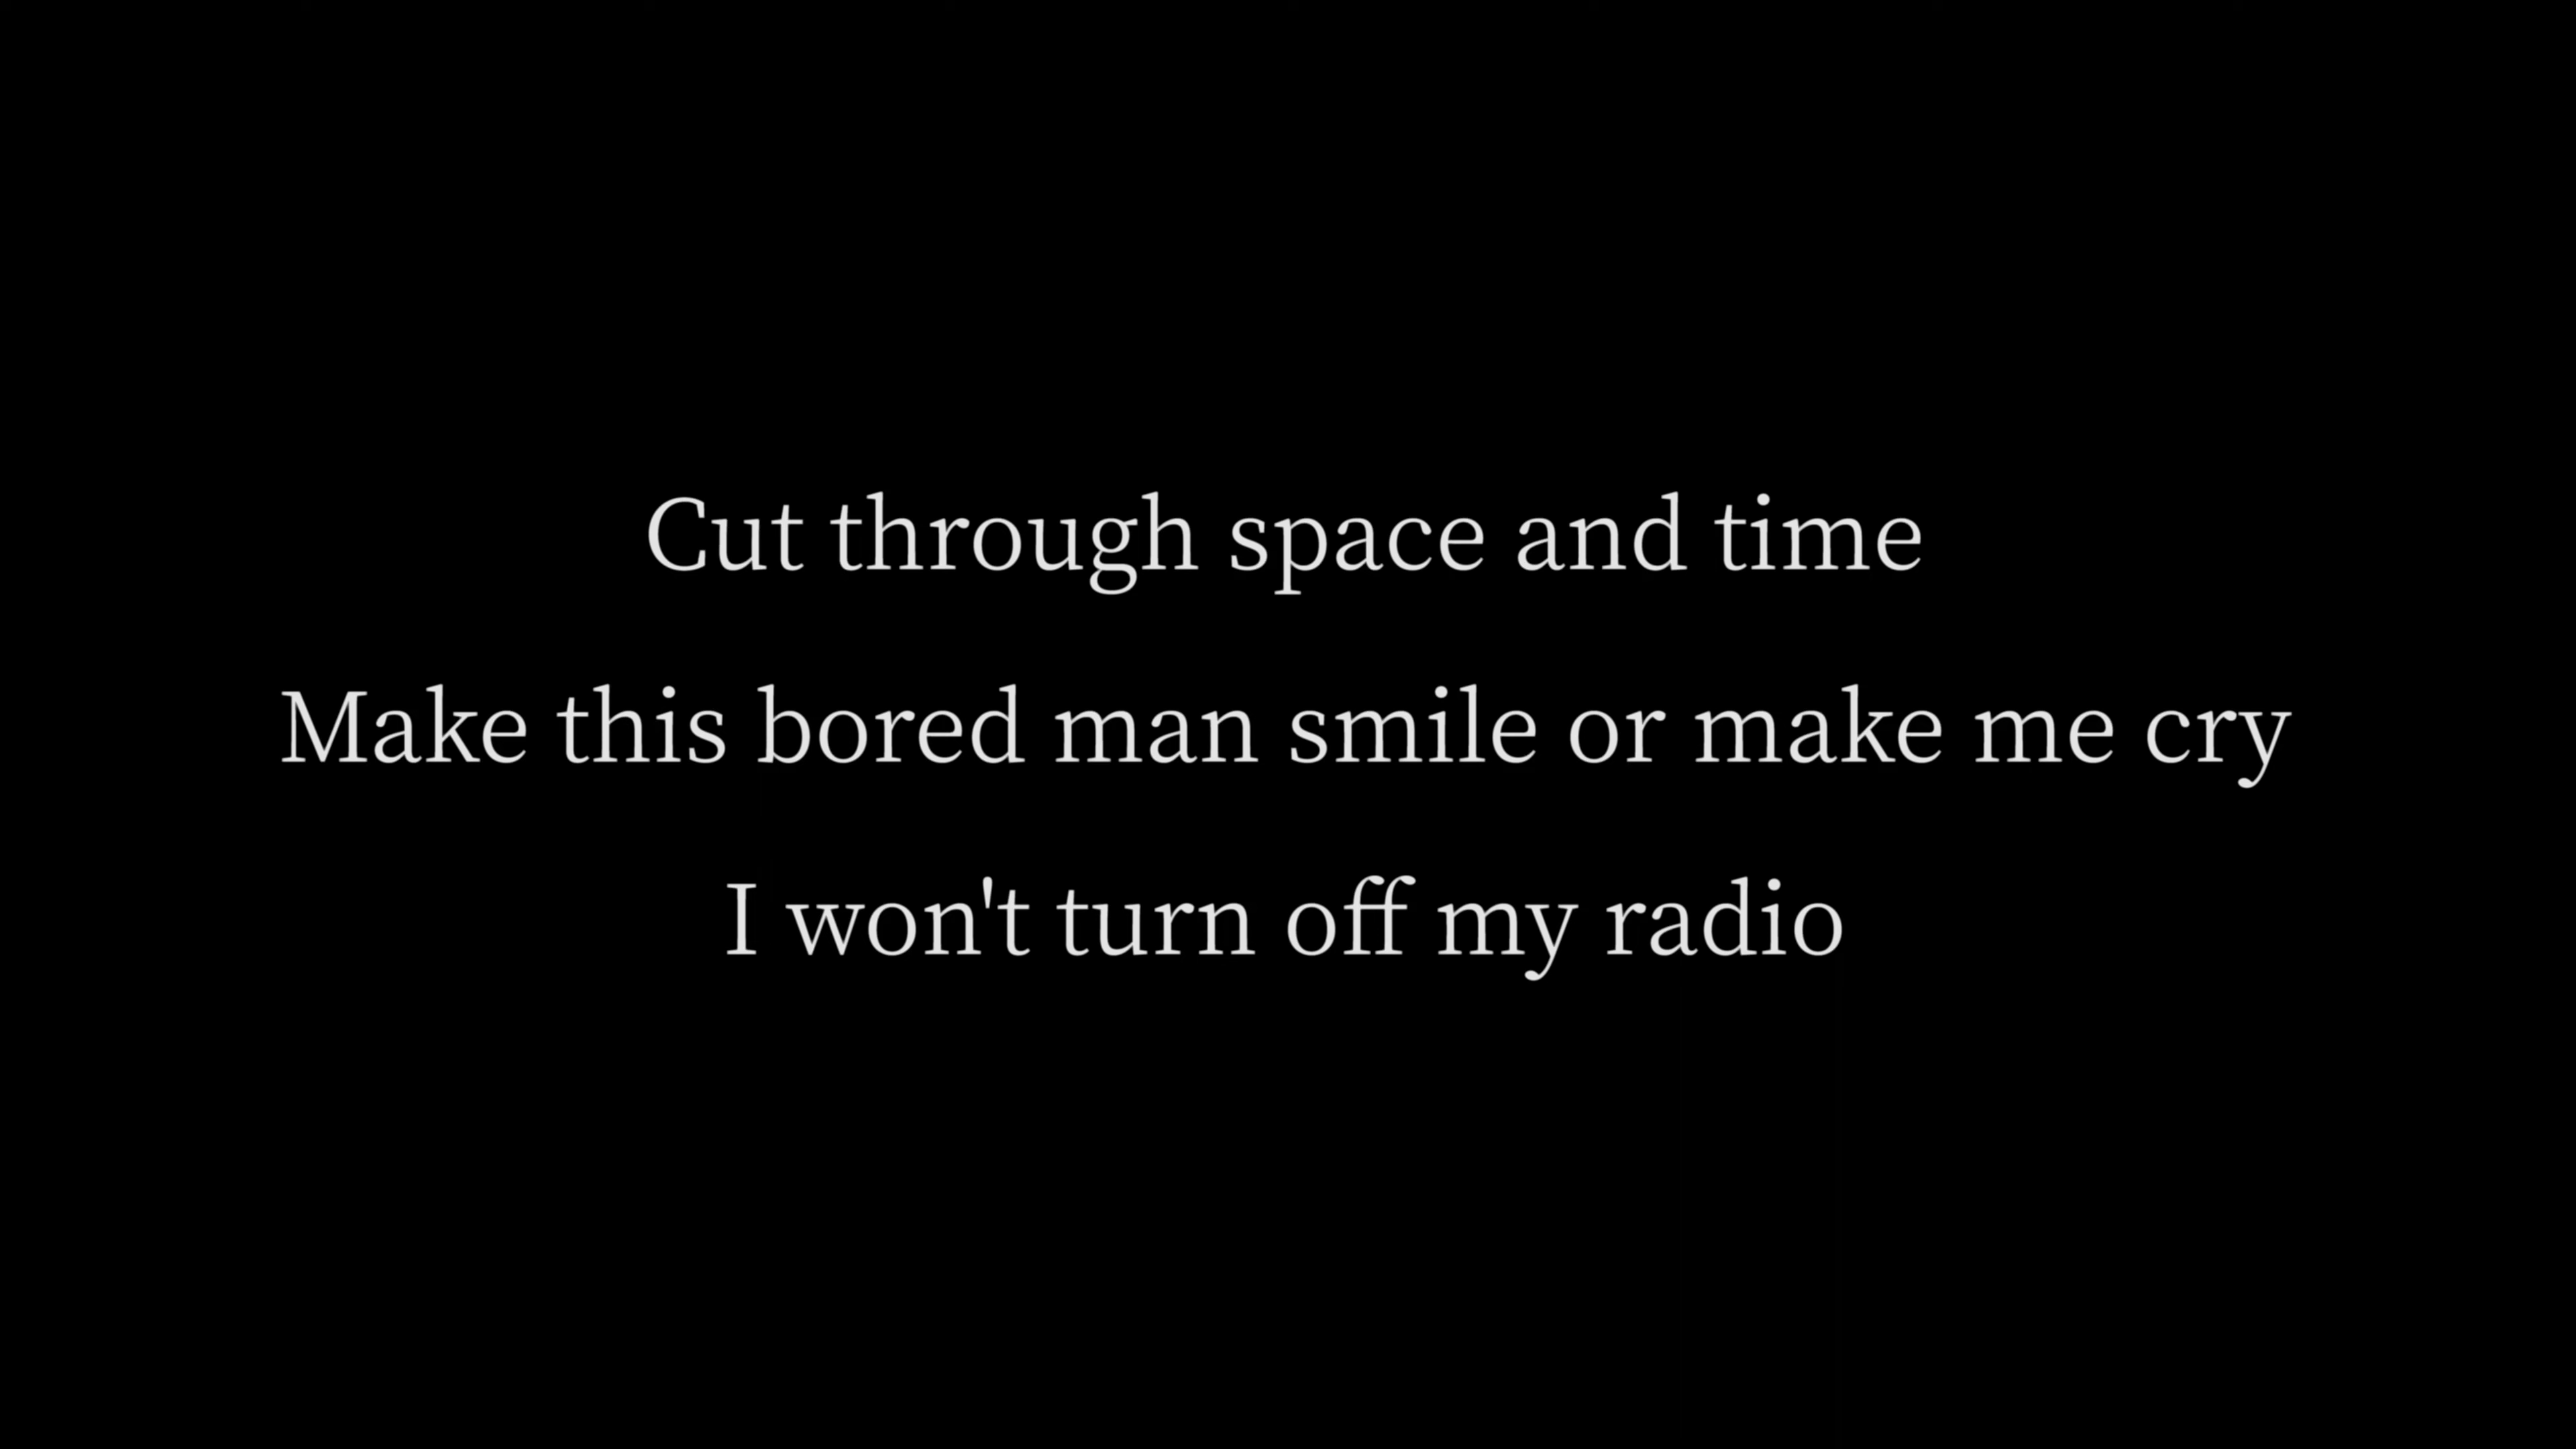 Cut through space and time
Make this bored man smile or make me cry
I won't turn off my radio